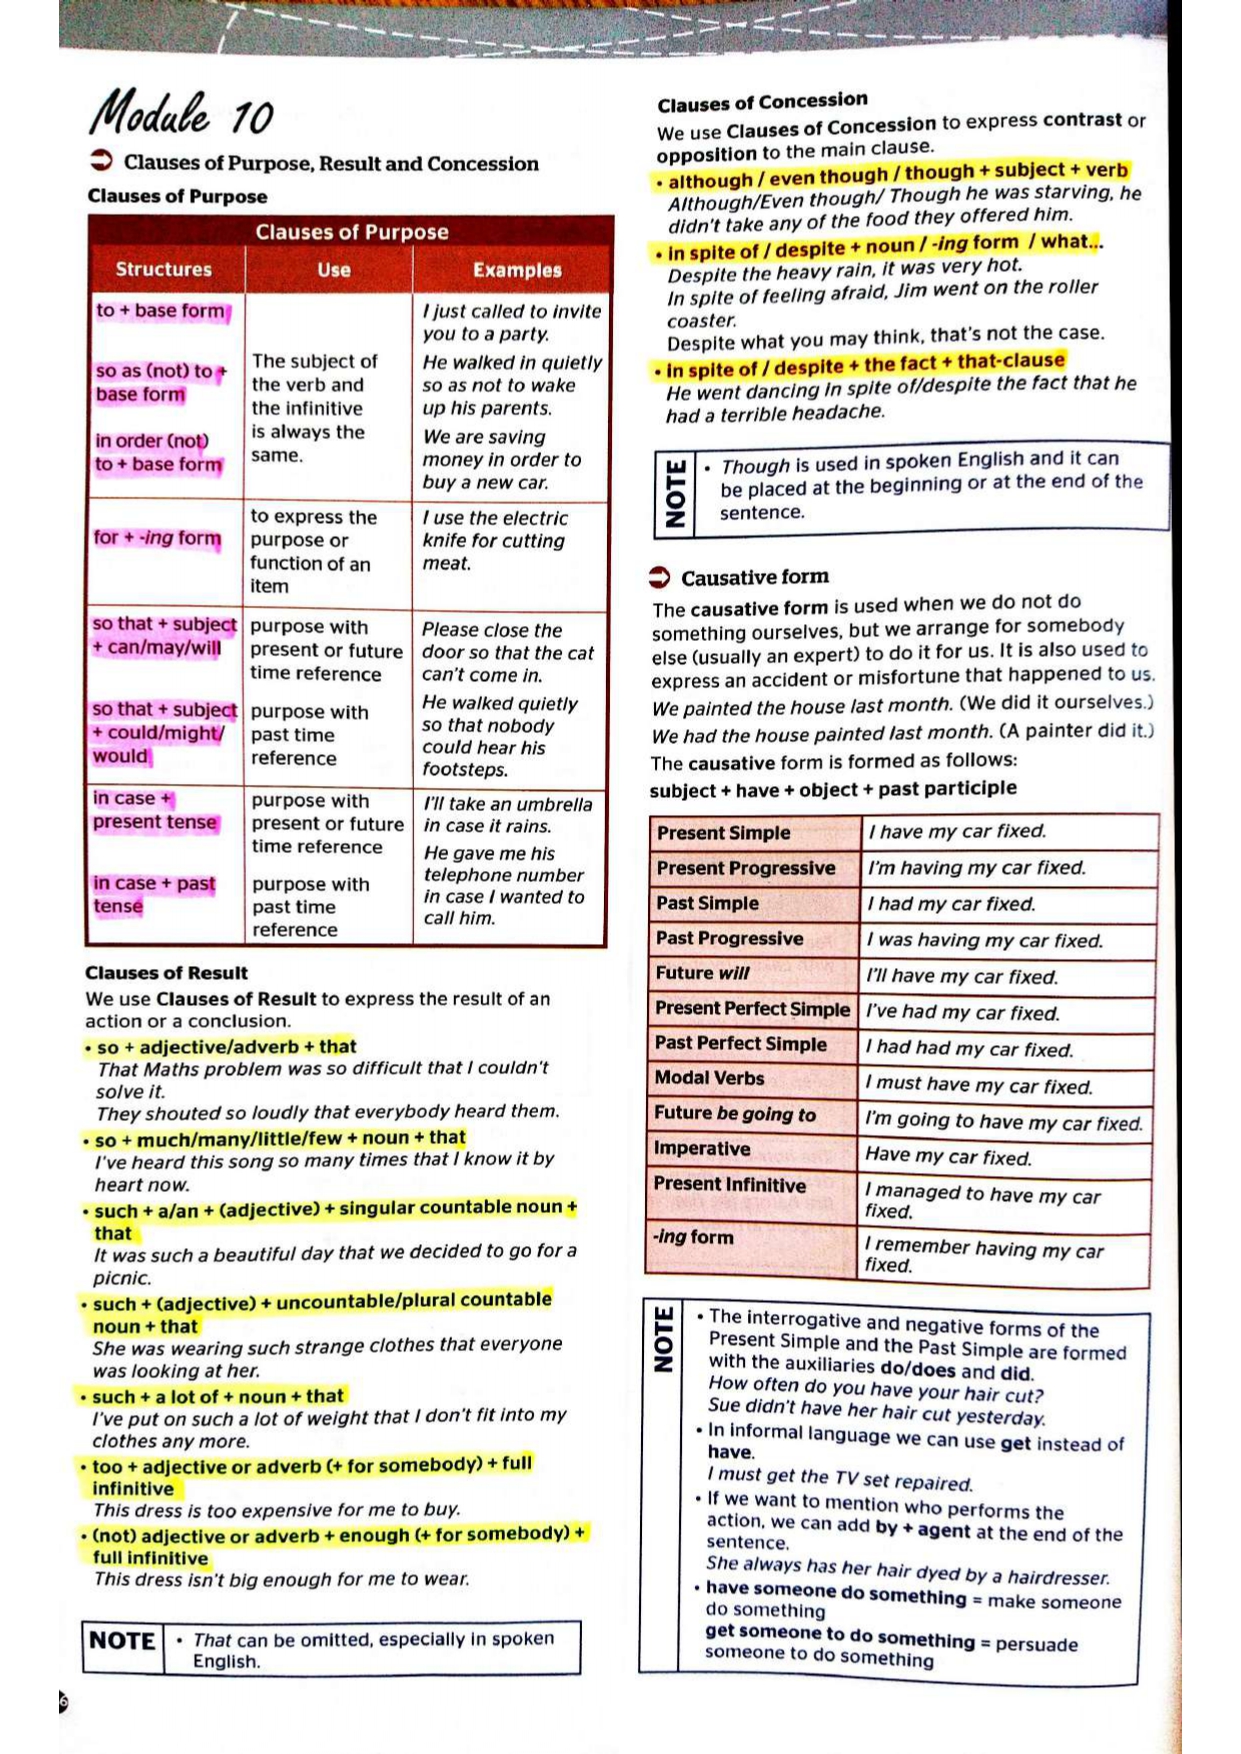 Module 10
Clauses of Purpose, Result and Concession
Clauses of Purpose
Clauses of Purpose
Structures Use Examples
to + base form
so as (not) to +
base form
in order (not)
to + base form
The subject of
the verb and
the infinitive
is always the
same.
I just called to invite
you to a party.
He walked in quietly
so as not to wake
up his parents.
We are saving
money in order to
buy a new car.
for + -ing form
to express the
purpose or
function of an
item
I use the electric
knife for cutting
meat.
so that + subject
+ can/may/will
purpose with
present or future
time reference
Please close the
door so that the cat
can't come in.
so that + subject
+ could/might/
would
purpose with
past time
reference
He walked quietly
so that nobody
could hear his
footsteps.
in case +
present tense
purpose with
present or future
time reference
I'll take an umbrella
in case it rains.
in case + past
tense
purpose with
past time
reference
He gave me his
telephone number
in case I wanted to
call him.
Clauses of Result
We use Clauses of Result to express the result of an
action or a conclusion.
• so + adjective/adverb + that
That Maths problem was so difficult that I couldn't
solve it.
They shouted so loudly that everybody heard them.
• so + much/many/little/few + noun + that
I've heard this song so many times that I know it by
heart now.
• such + a/an + (adjective) + singular countable noun +
that
It was such a beautiful day that we decided to go for a
picnic.
• such + (adjective) + uncountable/plural countable
noun + that
She was wearing such strange clothes that everyone
was looking at her.
• such + a lot of + noun + that
I've put on such a lot of weight that I don't fit into my
clothes any more.
• too + adjective or adverb (+ for somebody) + full
infinitive
This dress is too expensive for me to buy.
• (not) adjective or adverb + enough (+ for somebody) +
full infinitive
This dress isn't big enough for me to wear.
NOTE
• That can be omitted, especially in spoken
English.
6
Clauses of Concession
We use Clauses of Concession to express contrast or
opposition to the main clause.
• although / even though / though + subject + verb
Although/Even though/ Though he was starving, he
didn't take any of the food they offered him.
• in spite of / despite + noun / -ing form / what...
Despite the heavy rain, it was very hot.
In spite of feeling afraid, Jim went on the roller
coaster.
Despite what you may think, that's not the case.
• in spite of / despite + the fact + that-clause
He went dancing In spite of/despite the fact that he
had a terrible headache.
NOTE
• Though is used in spoken English and it can
be placed at the beginning or at the end of the
sentence.
Causative form
The causative form is used when we do not do
something ourselves, but we arrange for somebody
else (usually an expert) to do it for us. It is also used to
express an accident or misfortune that happened to us.
We painted the house last month. (We did it ourselves.)
We had the house painted last month. (A painter did it.)
The causative form is formed as follows:
subject + have + object + past participle
Present Simple I have my car fixed.
Present Progressive I'm having my car fixed.
Past Simple I had my car fixed.
Past Progressive I was having my car fixed.
Future will I'll have my car fixed.
Present Perfect Simple I've had my car fixed.
Past Perfect Simple I had had my car fixed.
Modal Verbs I must have my car fixed.
Future be going to I'm going to have my car fixed.
Imperative Have my car fixed.
Present Infinitive I managed to have my car
fixed.
-ing form I remember having my car
fixed.
NOTE
• The interrogative and negative forms of the
Present Simple and the Past Simple are formed
with the auxiliaries do/does and did.
How often do you have your hair cut?
Sue didn't have her hair cut yesterday.
• In informal language we can use get instead of
have.
I must get the TV set repaired.
• If we want to mention who performs the
action, we can add by + agent at the end of the
sentence.
She always has her hair dyed by a hairdresser.
• have someone do something = make someone
do something
get someone to do something = persuade
someone to do something